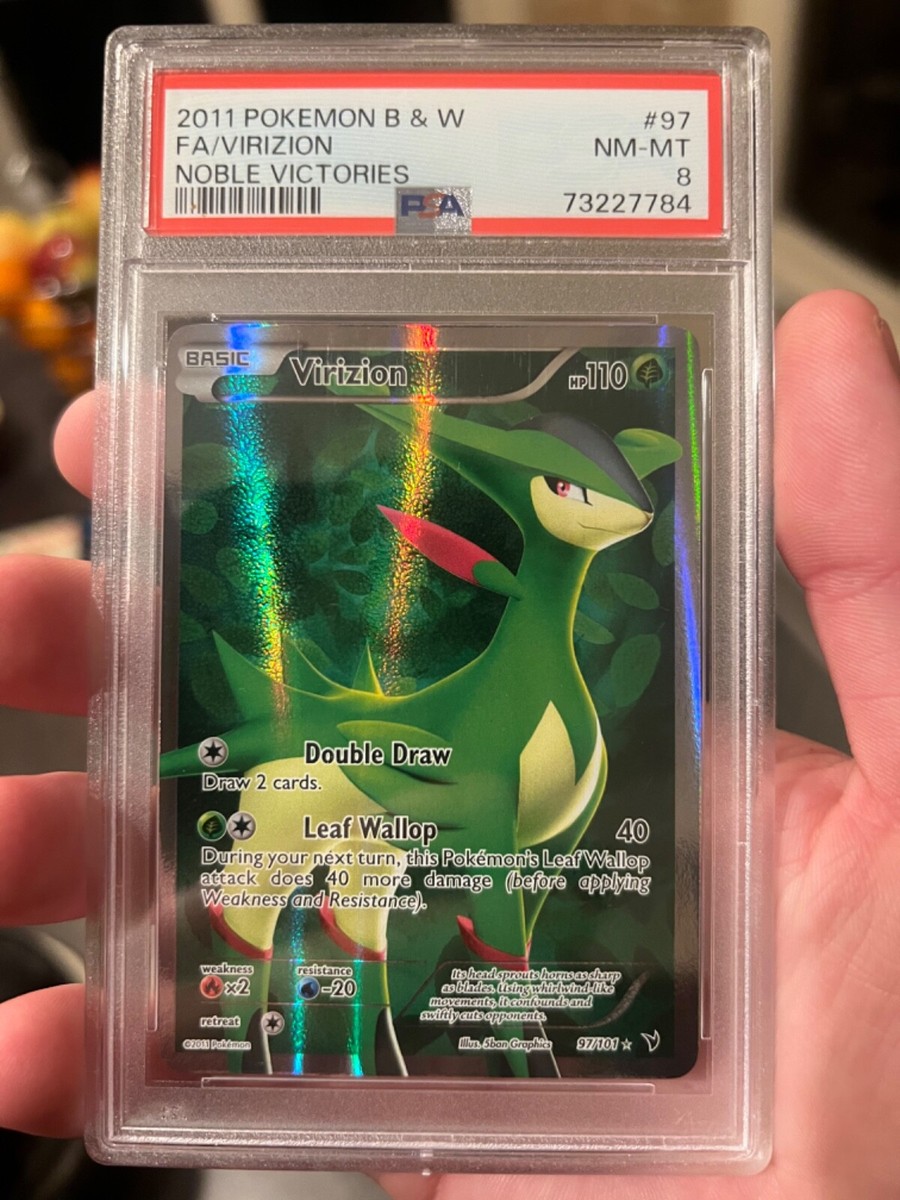 2011 POKEMON B & W #97
FA/VIRIZION NM-MT
NOBLE VICTORIES 8
PSA 73227784
BASIC Virizion HP110
Double Draw
Draw 2 cards.
Leaf Wallop 40
During your next turn, this Pokémon's Leaf Wallop
attack does 40 more damage (before applying
Weakness and Resistance).
weakness resistance
×2 -20
retreat
Its head sprouts horns as sharp
as blades. Using whirlwind-like
movements, it confounds and
swiftly cuts opponents.
©2011 Pokémon Illus. 5ban Graphics 97/101